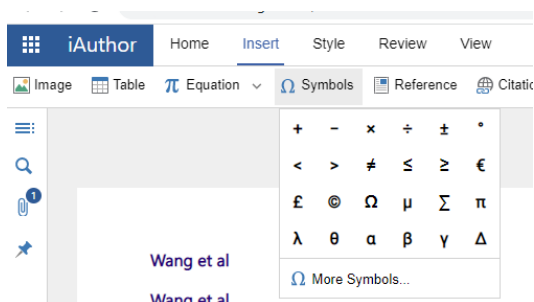 iAuthor Home Insert Style Review View
Image Table π Equation Ω Symbols Reference Citatio
+ − × ÷ ± °
< > ≠ ≤ ≥ €
£ © Ω μ Σ π
λ θ α β γ Δ
Ω More Symbols...
1
Wang et al
Wang et al